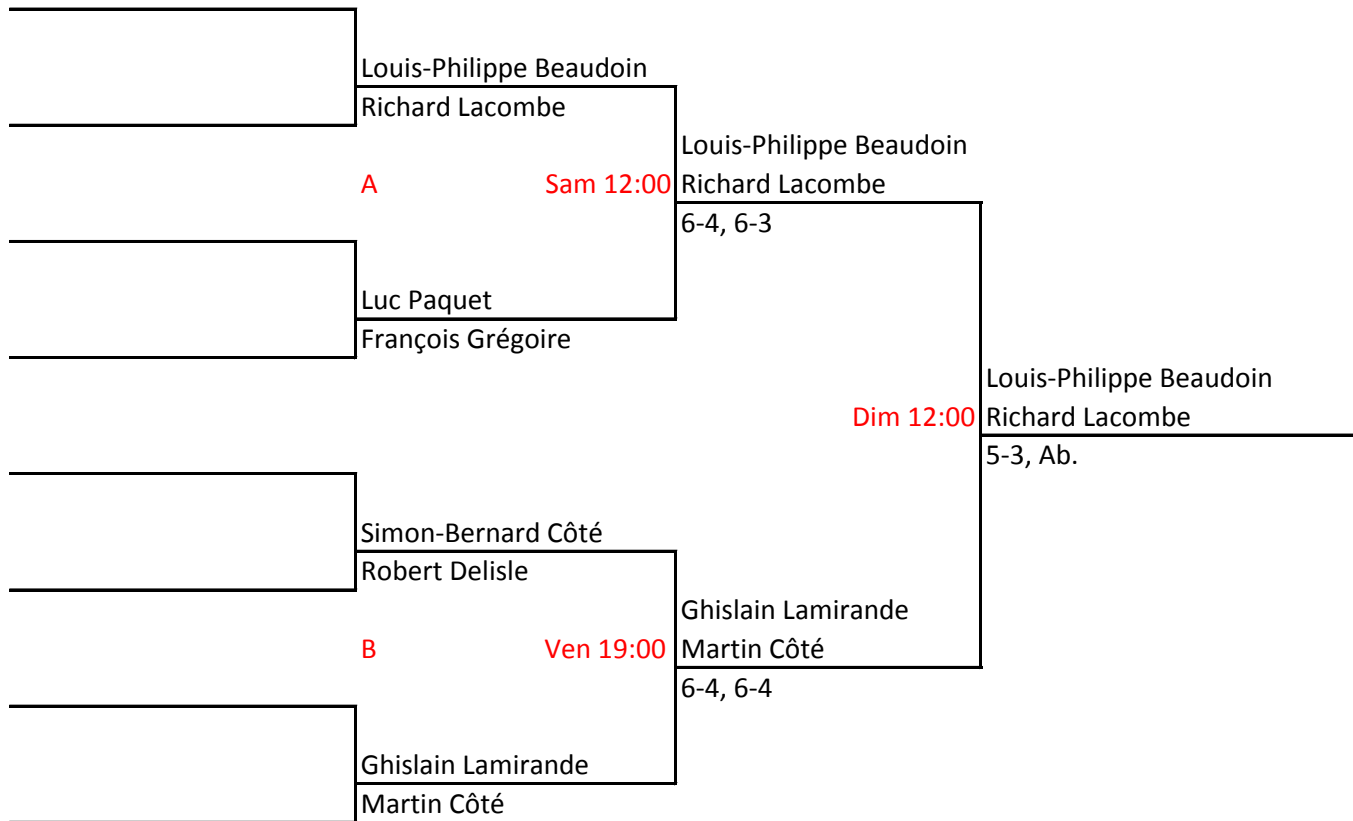 Louis-Philippe Beaudoin
Richard Lacombe
Louis-Philippe Beaudoin
A Sam 12:00 Richard Lacombe
6-4, 6-3
Luc Paquet
François Grégoire
Louis-Philippe Beaudoin
Dim 12:00 Richard Lacombe
5-3, Ab.
Simon-Bernard Côté
Robert Delisle
Ghislain Lamirande
B Ven 19:00 Martin Côté
6-4, 6-4
Ghislain Lamirande
Martin Côté